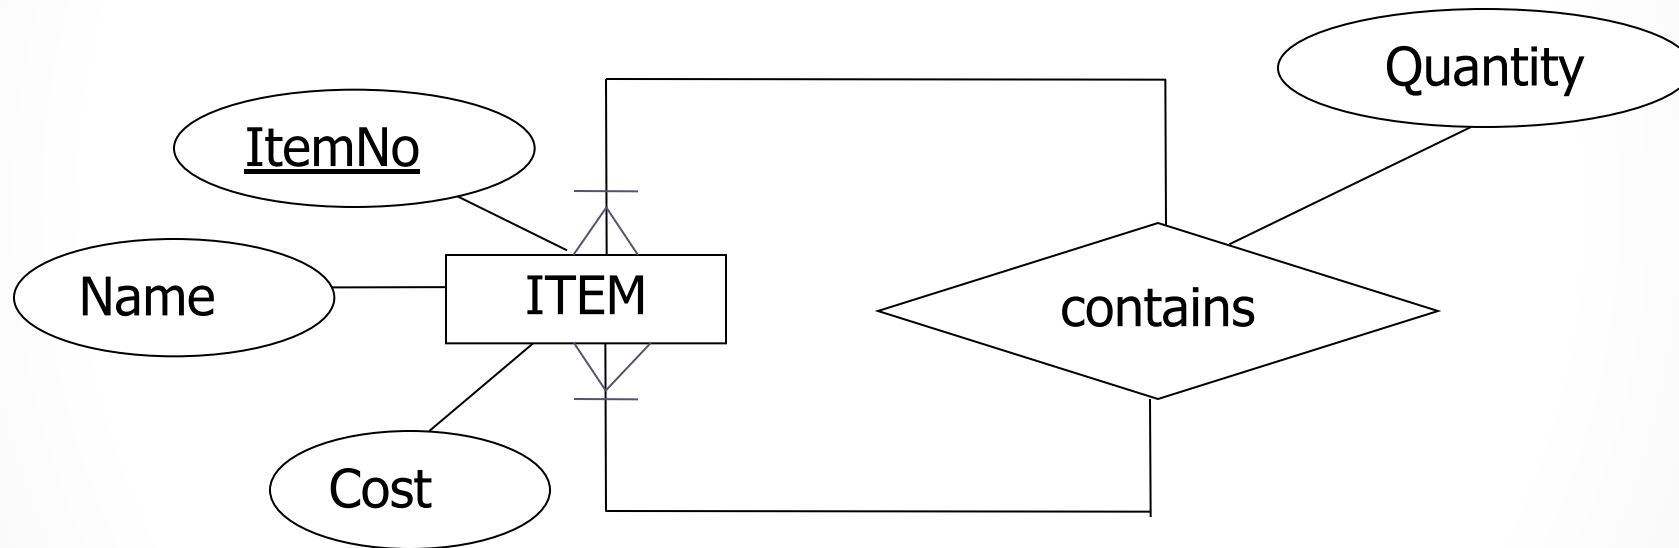 Quantity
ItemNo
Name
ITEM
contains
Cost